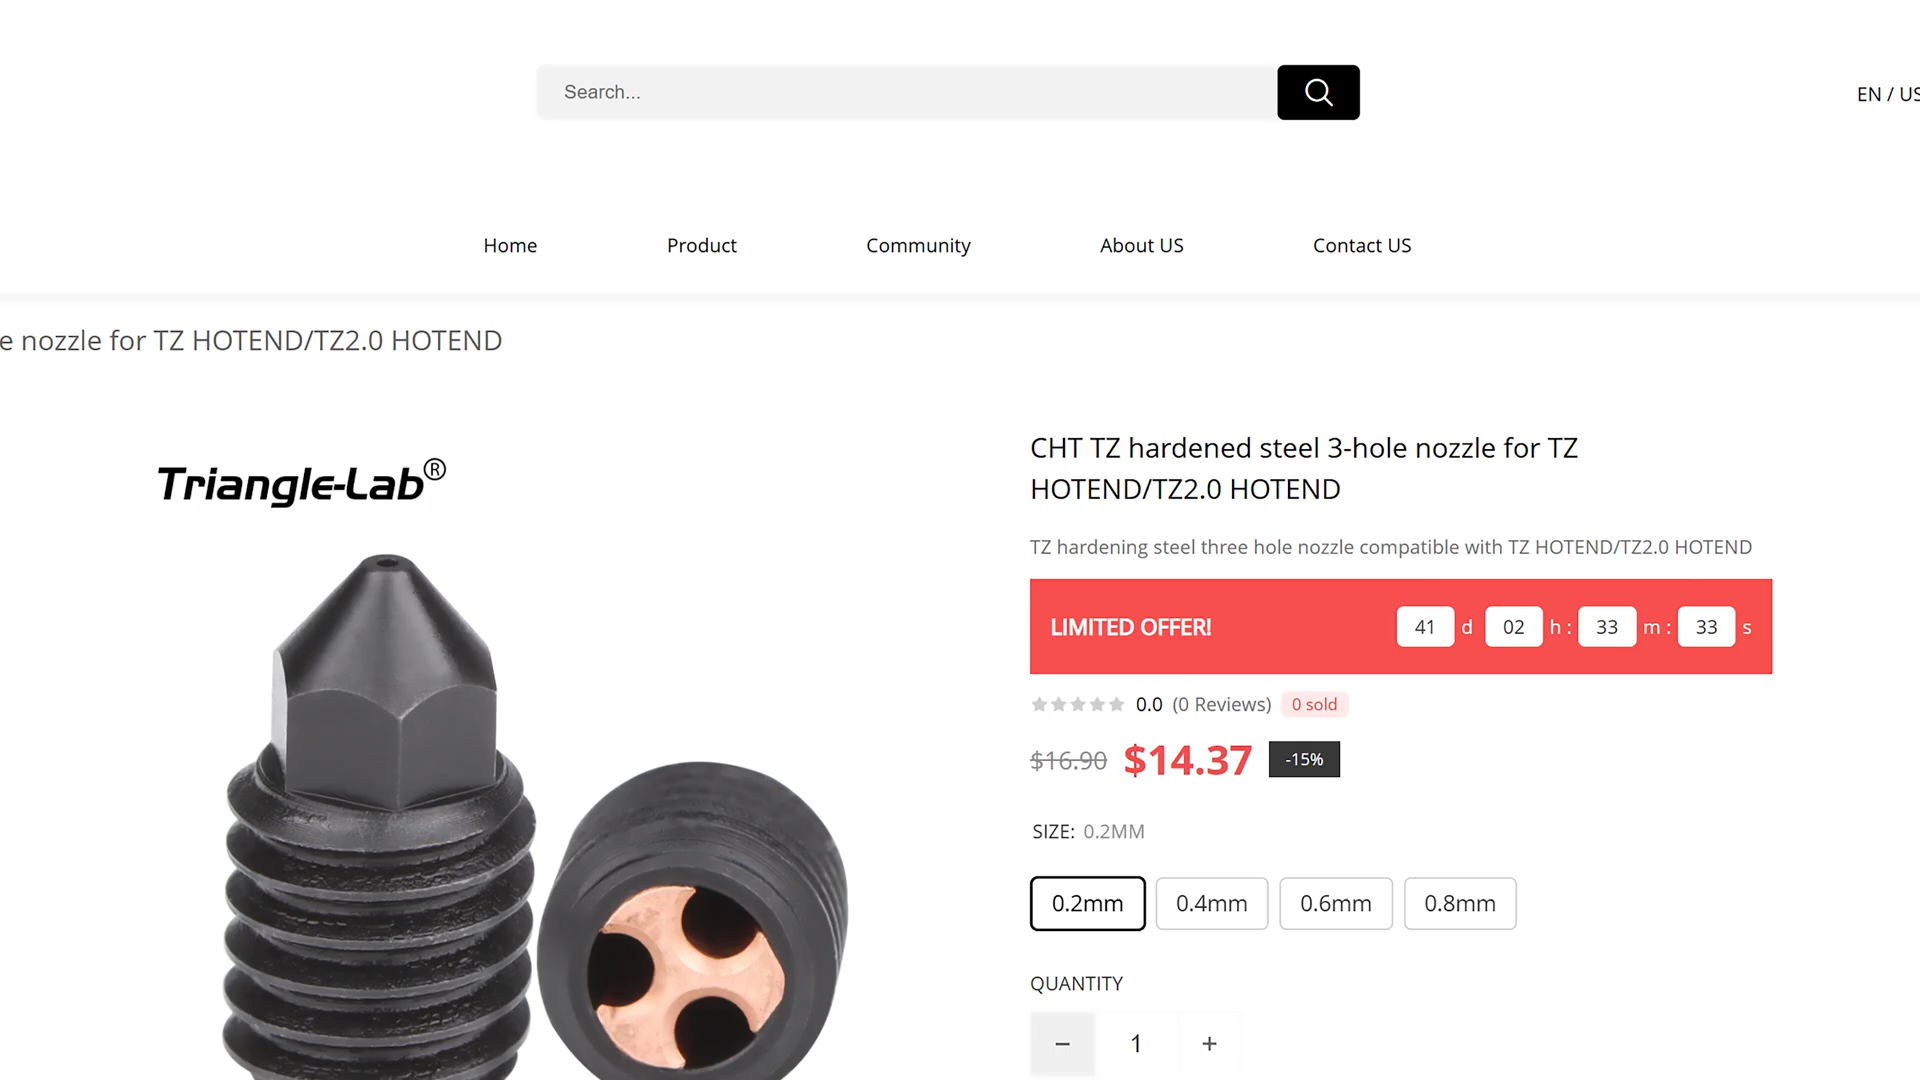 Search...
EN / US
Home Product Community About US Contact US
e nozzle for TZ HOTEND/TZ2.0 HOTEND
Triangle-Lab®
CHT TZ hardened steel 3-hole nozzle for TZ
HOTEND/TZ2.0 HOTEND
TZ hardening steel three hole nozzle compatible with TZ HOTEND/TZ2.0 HOTEND
LIMITED OFFER! 41 d 02 h : 33 m : 33 s
0.0 (0 Reviews) 0 sold
$16.90 $14.37 -15%
SIZE: 0.2MM
0.2mm 0.4mm 0.6mm 0.8mm
QUANTITY
− 1 +